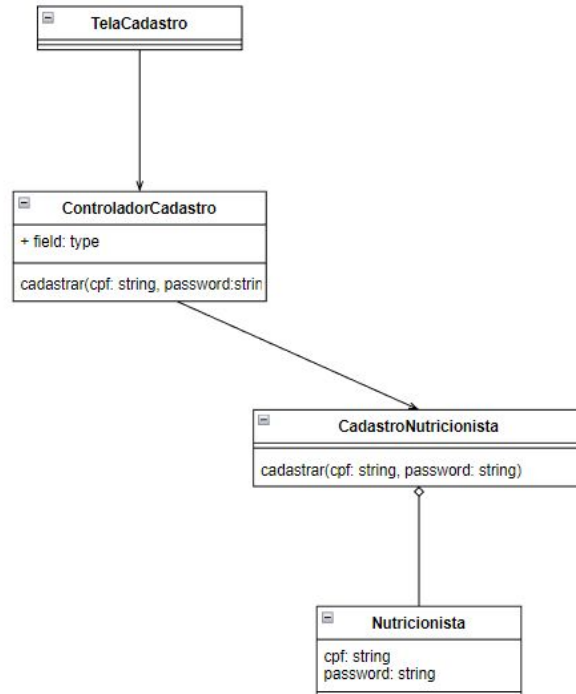 TelaCadastro
ControladorCadastro
+ field: type
cadastrar(cpf: string, password:strin
CadastroNutricionista
cadastrar(cpf: string, password: string)
Nutricionista
cpf: string
password: string